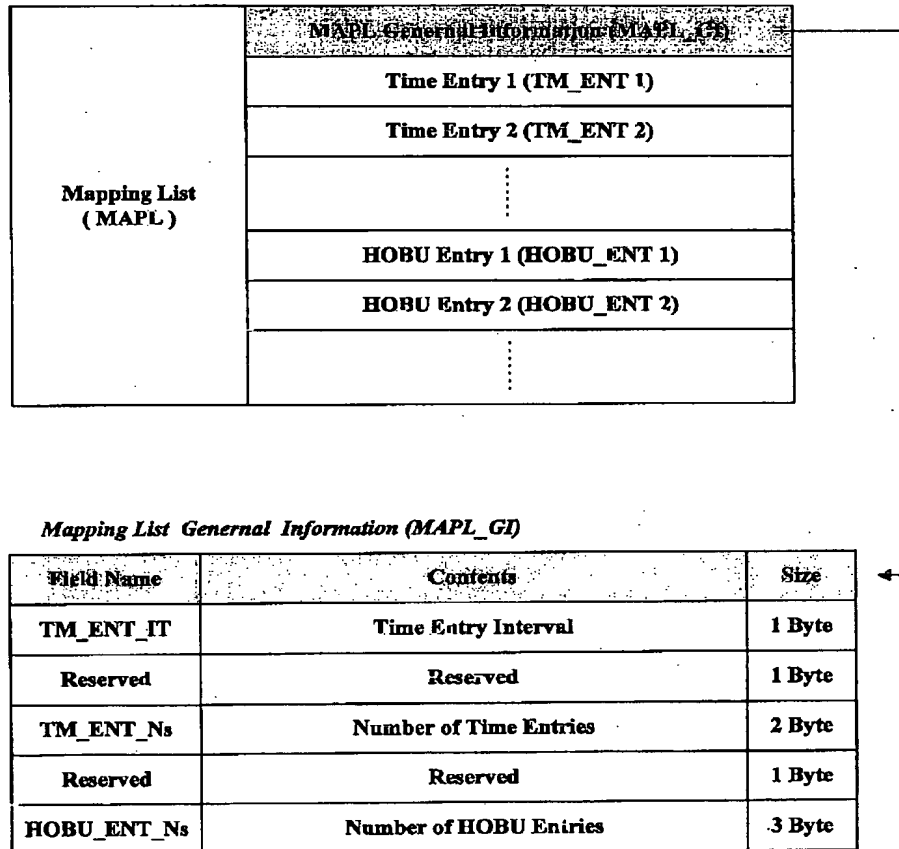 MAPL Genernal Information (MAPL_GI)
Time Entry 1 (TM_ENT 1)
Time Entry 2 (TM_ENT 2)
Mapping List
( MAPL )
HOBU Entry 1 (HOBU_ENT 1)
HOBU Entry 2 (HOBU_ENT 2)
Mapping List Genernal Information (MAPL_GI)
Field Name Contents Size
TM_ENT_IT Time Entry Interval 1 Byte
Reserved Reserved 1 Byte
TM_ENT_Ns Number of Time Entries 2 Byte
Reserved Reserved 1 Byte
HOBU_ENT_Ns Number of HOBU Entries 3 Byte